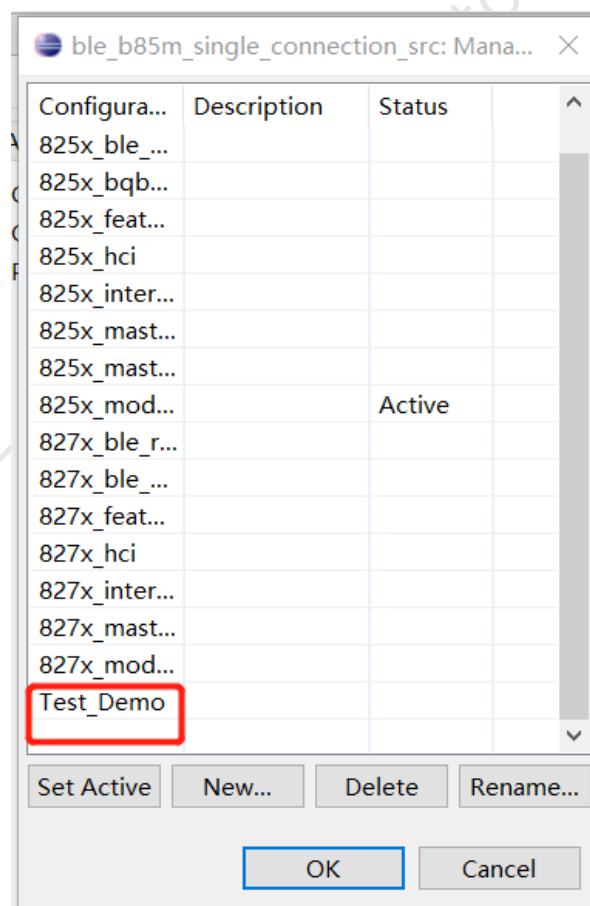 ble_b85m_single_connection_src: Mana...
Configura... Description Status
825x_ble_...
825x_bqb...
825x_feat...
825x_hci
825x_inter...
825x_mast...
825x_mast...
825x_mod... Active
827x_ble_r...
827x_ble_...
827x_feat...
827x_hci
827x_inter...
827x_mast...
827x_mod...
Test_Demo
Set Active New... Delete Rename...
OK Cancel